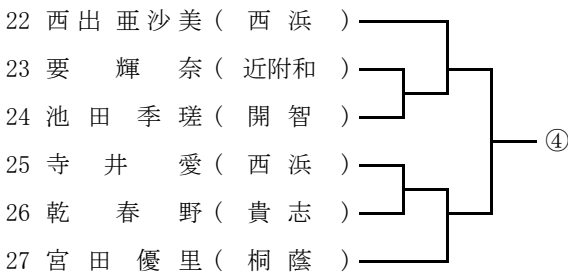 22 西出 亜沙美 ( 西 浜 )
23 要 輝 奈 ( 近附和 )
24 池 田 季 瑳 ( 開 智 )
④
25 寺 井 愛 ( 西 浜 )
26 乾 春 野 ( 貴 志 )
27 宮 田 優 里 ( 桐 蔭 )